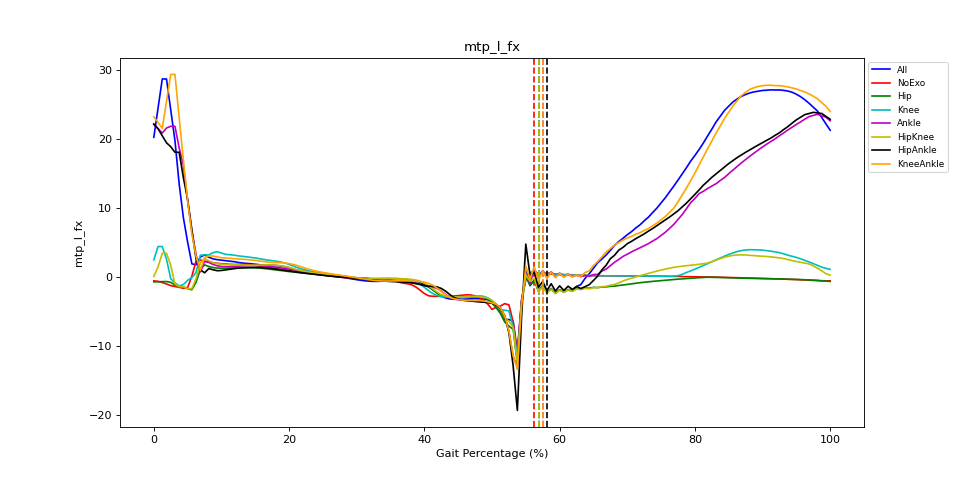 mtp_l_fx
30
20
10
0
−10
−20
mtp_l_fx
0
20
40
60
80
100
Gait Percentage (%)
All
NoExo
Hip
Knee
Ankle
HipKnee
HipAnkle
KneeAnkle